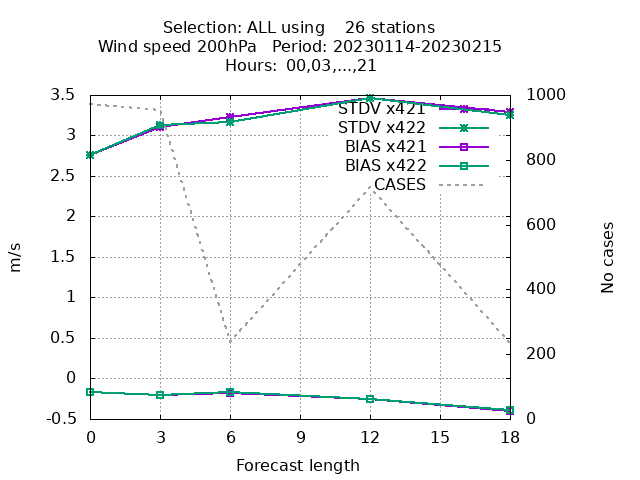 Selection: ALL using    26 stations
Wind speed 200hPa   Period: 20230114-20230215
Hours: 00,03,...,21
3.5
3
2.5
2
1.5
1
0.5
0
-0.5
1000
800
600
400
200
0
STDV x421
STDV x422
BIAS x421
BIAS x422
CASES
m/s
No cases
0 3 6 9 12 15 18
Forecast length